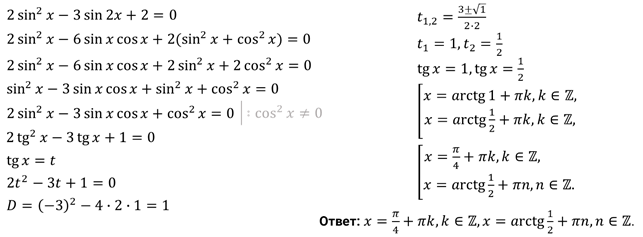 2 sin² x − 3 sin 2x + 2 = 0
2 sin² x − 6 sin x cos x + 2(sin² x + cos² x) = 0
2 sin² x − 6 sin x cos x + 2 sin² x + 2 cos² x = 0
sin² x − 3 sin x cos x + sin² x + cos² x = 0
2 sin² x − 3 sin x cos x + cos² x = 0 | : cos² x ≠ 0
2 tg² x − 3 tg x + 1 = 0
tg x = t
2t² − 3t + 1 = 0
D = (−3)² − 4 · 2 · 1 = 1
t₁,₂ = (3±√1)/(2·2)
t₁ = 1, t₂ = 1/2
tg x = 1, tg x = 1/2
[ x = arctg 1 + πk, k ∈ ℤ,
x = arctg 1/2 + πk, k ∈ ℤ,
[ x = π/4 + πk, k ∈ ℤ,
x = arctg 1/2 + πn, n ∈ ℤ.
Ответ: x = π/4 + πk, k ∈ ℤ, x = arctg 1/2 + πn, n ∈ ℤ.